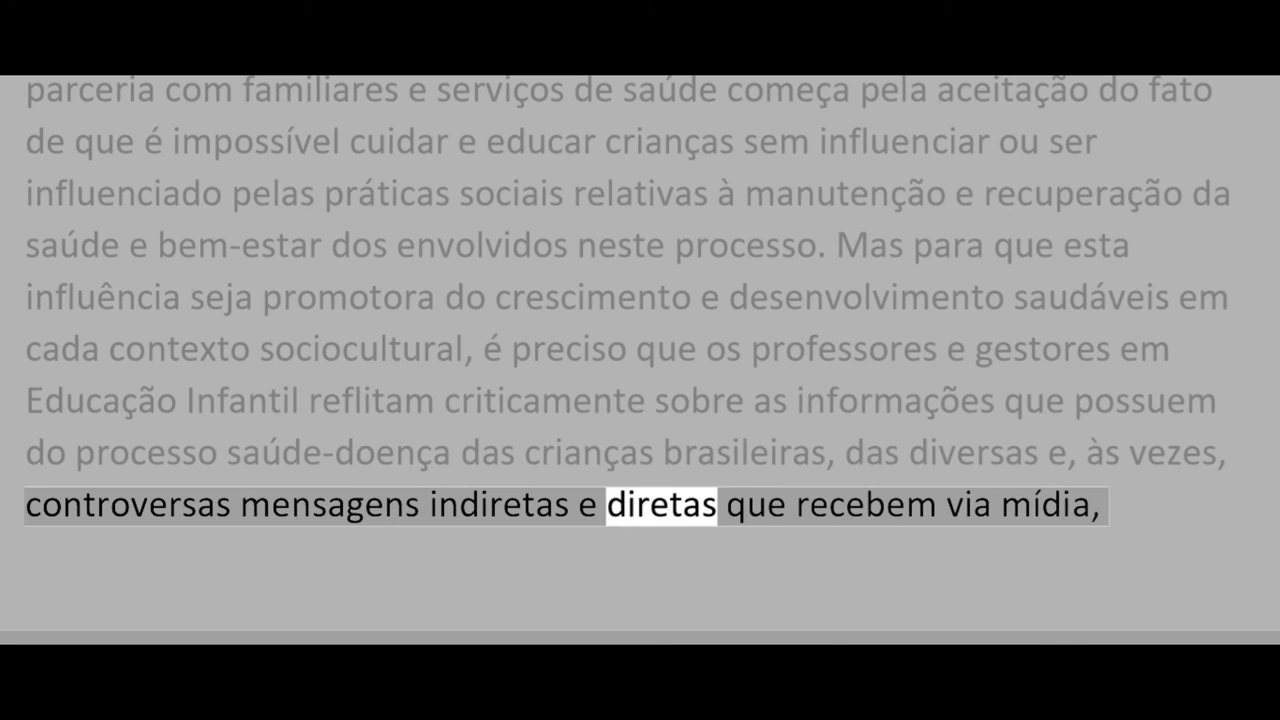 parceria com familiares e serviços de saúde começa pela aceitação do fato
de que é impossível cuidar e educar crianças sem influenciar ou ser
influenciado pelas práticas sociais relativas à manutenção e recuperação da
saúde e bem-estar dos envolvidos neste processo. Mas para que esta
influência seja promotora do crescimento e desenvolvimento saudáveis em
cada contexto sociocultural, é preciso que os professores e gestores em
Educação Infantil reflitam criticamente sobre as informações que possuem
do processo saúde-doença das crianças brasileiras, das diversas e, às vezes,
controversas mensagens indiretas e diretas que recebem via mídia,